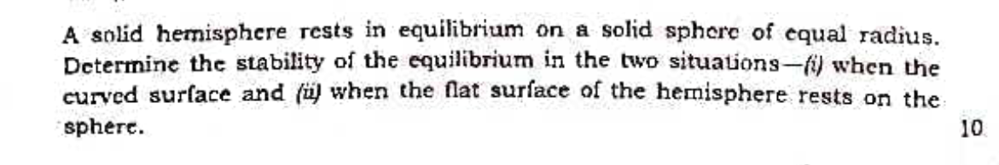 A solid hemisphere rests in equilibrium on a solid sphere of equal radius.
Determine the stability of the equilibrium in the two situations—(i) when the
curved surface and (ii) when the flat surface of the hemisphere rests on the
sphere.
10